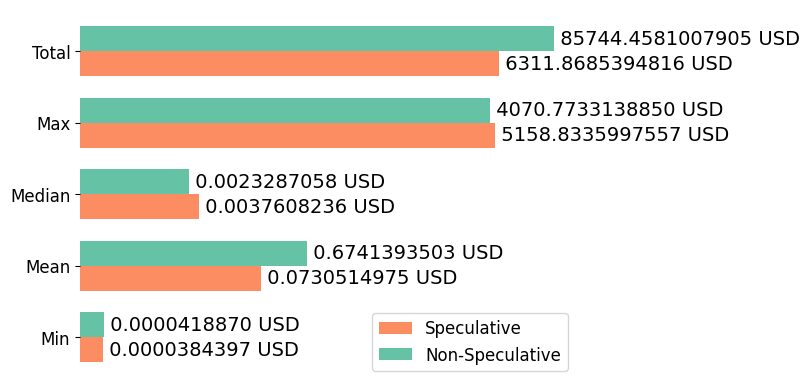 Total
85744.4581007905 USD
6311.8685394816 USD
Max
4070.7733138850 USD
5158.8335997557 USD
Median
0.0023287058 USD
0.0037608236 USD
Mean
0.6741393503 USD
0.0730514975 USD
Min
0.0000418870 USD
0.0000384397 USD
Speculative
Non-Speculative